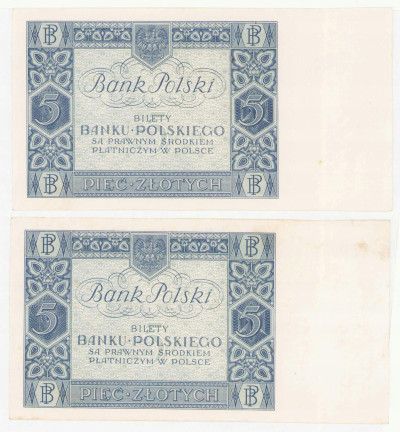 BP BP
Bank Polski
5 5
BILETY
BANKU·POLSKIEGO
SĄ PRAWNYM ŚRODKIEM
PŁATNICZYM W POLSCE
BP PIĘĆ·ZŁOTYCH BP
BP BP
Bank Polski
5 5
BILETY
BANKU·POLSKIEGO
SĄ PRAWNYM ŚRODKIEM
PŁATNICZYM W POLSCE
BP PIĘĆ·ZŁOTYCH BP